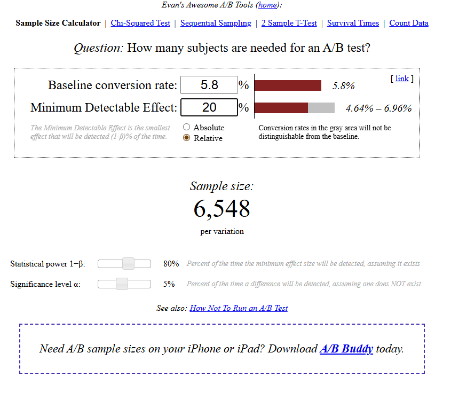 Evan's Awesome A/B Tools (home):
Sample Size Calculator | Chi-Squared Test | Sequential Sampling | 2 Sample T-Test | Survival Times | Count Data
Question: How many subjects are needed for an A/B test?
[ link ]
Baseline conversion rate: 5.8 % 5.8%
Minimum Detectable Effect: 20 % 4.64% – 6.96%
The Minimum Detectable Effect is the smallest
effect that will be detected (1-β)% of the time.
Absolute
Relative
Conversion rates in the gray area will not be
distinguishable from the baseline.
Sample size:
6,548
per variation
Statistical power 1−β: 80% Percent of the time the minimum effect size will be detected, assuming it exists
Significance level α: 5% Percent of the time a difference will be detected, assuming one does NOT exist
See also: How Not To Run an A/B Test
Need A/B sample sizes on your iPhone or iPad? Download A/B Buddy today.